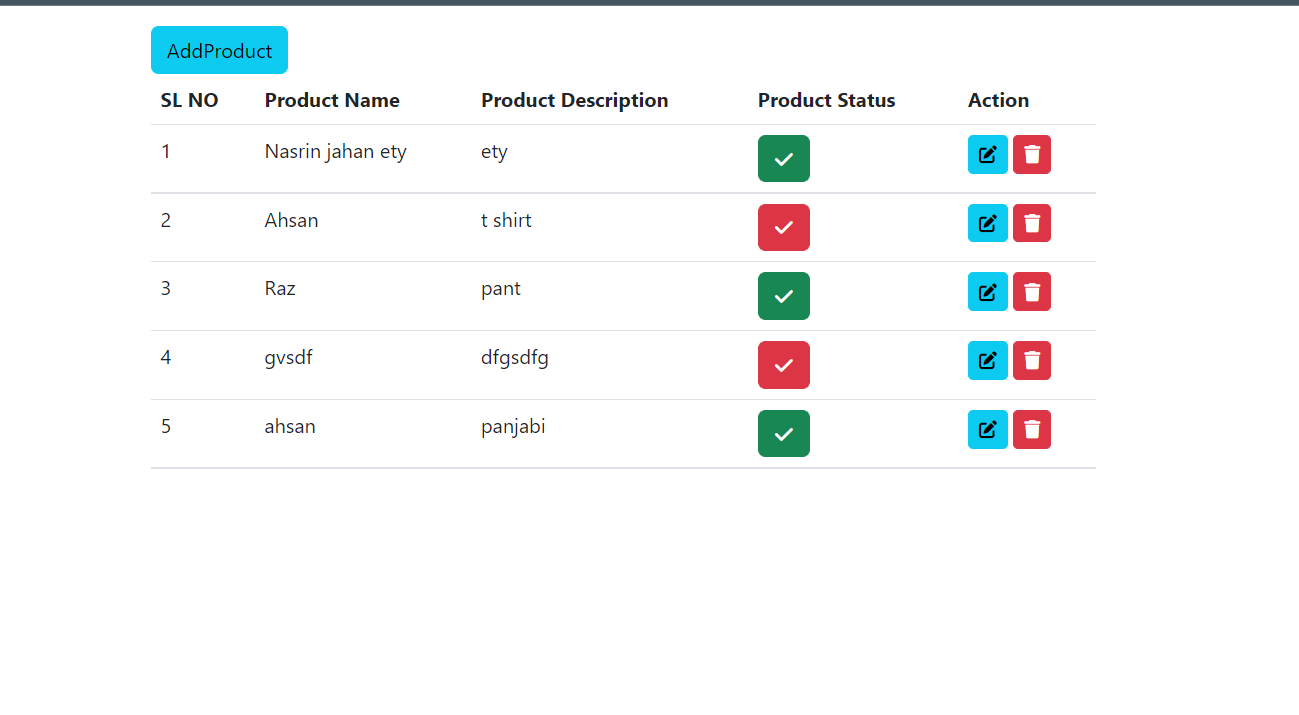 AddProduct
SL NO Product Name Product Description Product Status Action
1 Nasrin jahan ety ety
2 Ahsan t shirt
3 Raz pant
4 gvsdf dfgsdfg
5 ahsan panjabi